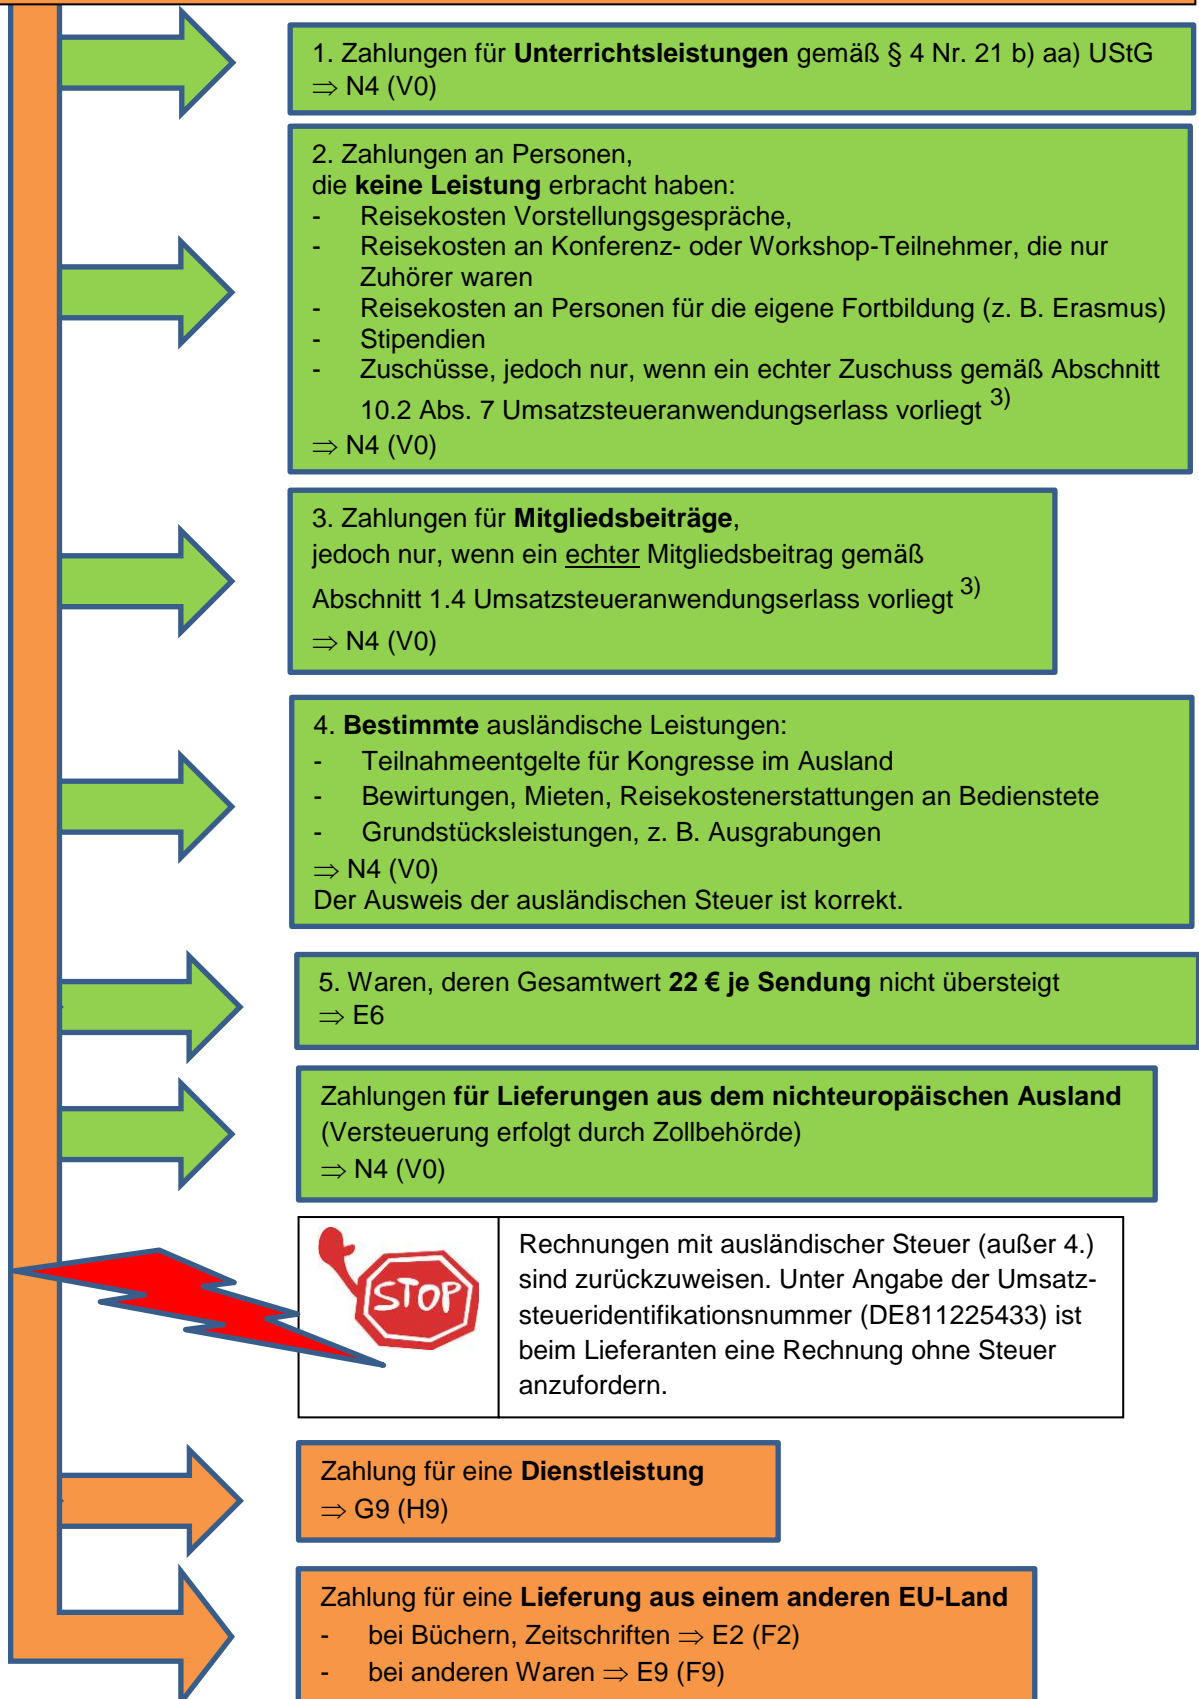 1. Zahlungen für Unterrichtsleistungen gemäß § 4 Nr. 21 b) aa) UStG
⇒ N4 (V0)
2. Zahlungen an Personen,
die keine Leistung erbracht haben:
- Reisekosten Vorstellungsgespräche,
- Reisekosten an Konferenz- oder Workshop-Teilnehmer, die nur
Zuhörer waren
- Reisekosten an Personen für die eigene Fortbildung (z. B. Erasmus)
- Stipendien
- Zuschüsse, jedoch nur, wenn ein echter Zuschuss gemäß Abschnitt
10.2 Abs. 7 Umsatzsteueranwendungserlass vorliegt 3)
⇒ N4 (V0)
3. Zahlungen für Mitgliedsbeiträge,
jedoch nur, wenn ein echter Mitgliedsbeitrag gemäß
Abschnitt 1.4 Umsatzsteueranwendungserlass vorliegt 3)
⇒ N4 (V0)
4. Bestimmte ausländische Leistungen:
- Teilnahmeentgelte für Kongresse im Ausland
- Bewirtungen, Mieten, Reisekostenerstattungen an Bedienstete
- Grundstücksleistungen, z. B. Ausgrabungen
⇒ N4 (V0)
Der Ausweis der ausländischen Steuer ist korrekt.
5. Waren, deren Gesamtwert 22 € je Sendung nicht übersteigt
⇒ E6
Zahlungen für Lieferungen aus dem nichteuropäischen Ausland
(Versteuerung erfolgt durch Zollbehörde)
⇒ N4 (V0)
STOP
Rechnungen mit ausländischer Steuer (außer 4.)
sind zurückzuweisen. Unter Angabe der Umsatz-
steueridentifikationsnummer (DE811225433) ist
beim Lieferanten eine Rechnung ohne Steuer
anzufordern.
Zahlung für eine Dienstleistung
⇒ G9 (H9)
Zahlung für eine Lieferung aus einem anderen EU-Land
- bei Büchern, Zeitschriften ⇒ E2 (F2)
- bei anderen Waren ⇒ E9 (F9)